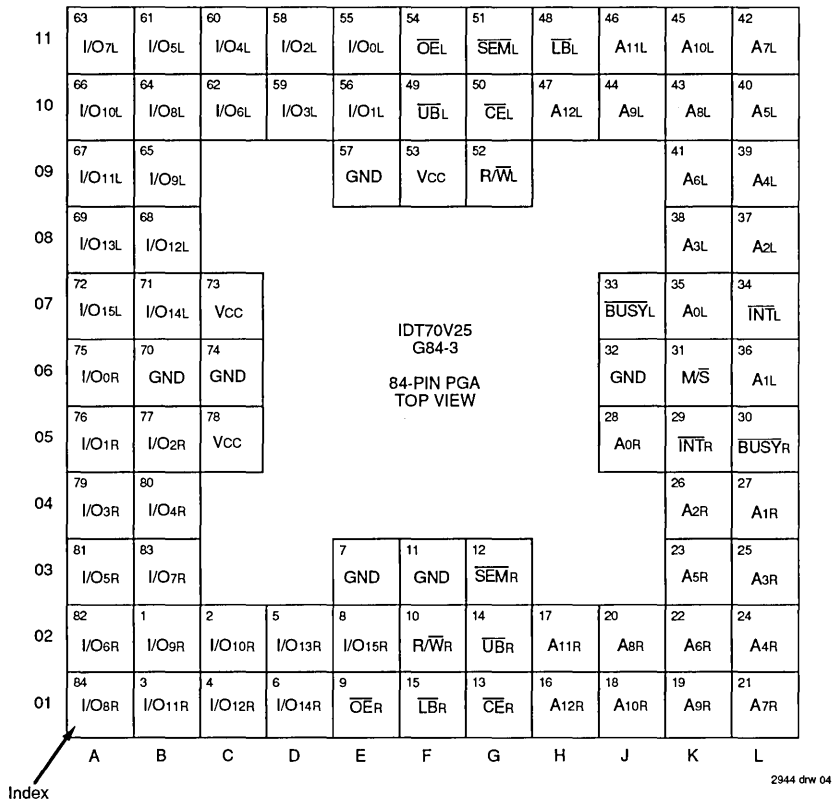 63 61 60 58 55 54 51 48 46 45 42
11 I/O7L I/O5L I/O4L I/O2L I/O0L OEL SEML LBL A11L A10L A7L
66 64 62 59 56 49 50 47 44 43 40
10 I/O10L I/O8L I/O6L I/O3L I/O1L UBL CEL A12L A9L A8L A5L
67 65 57 53 52 41 39
09 I/O11L I/O9L GND VCC R/WL A6L A4L
69 68 38 37
08 I/O13L I/O12L A3L A2L
72 71 73 33 35 34
07 I/O15L I/O14L VCC BUSYL A0L INTL
IDT70V25
G84-3
75 70 74 32 31 36
06 I/O0R GND GND GND M/S A1L
84-PIN PGA
TOP VIEW
76 77 78 28 29 30
05 I/O1R I/O2R VCC A0R INTR BUSYR
79 80 26 27
04 I/O3R I/O4R A2R A1R
81 83 7 11 12 23 25
03 I/O5R I/O7R GND GND SEMR A5R A3R
82 1 2 5 8 10 14 17 20 22 24
02 I/O6R I/O9R I/O10R I/O13R I/O15R R/WR UBR A11R A8R A6R A4R
84 3 4 6 9 15 13 16 18 19 21
01 I/O8R I/O11R I/O12R I/O14R OER LBR CER A12R A10R A9R A7R
A B C D E F G H J K L
Index
2944 drw 04